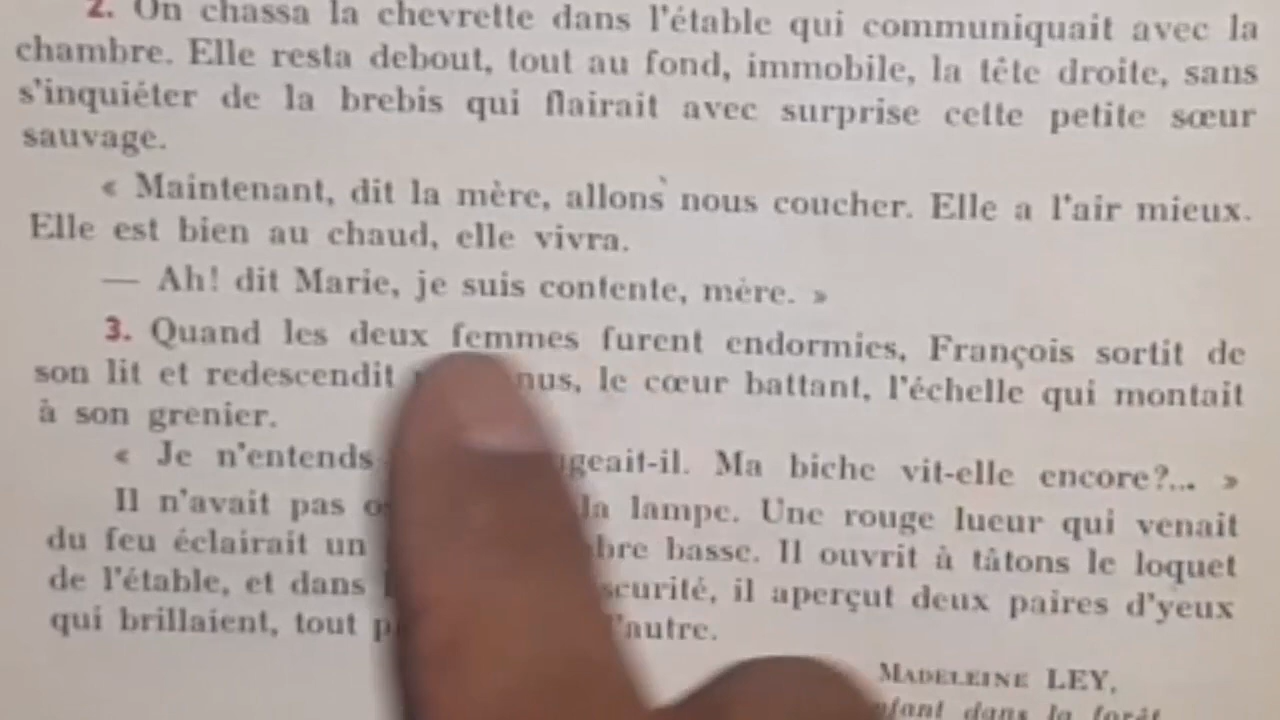 2. On chassa la chevrette dans l'étable qui communiquait avec la
chambre. Elle resta debout, tout au fond, immobile, la tête droite, sans
s'inquiéter de la brebis qui flairait avec surprise cette petite sœur
sauvage.
« Maintenant, dit la mère, allons nous coucher. Elle a l'air mieux.
Elle est bien au chaud, elle vivra.
— Ah! dit Marie, je suis contente, mère. »
3. Quand les deux femmes furent endormies, François sortit de
son lit et redescendit nus, le cœur battant, l'échelle qui montait
à son grenier.
« Je n'entends geait-il. Ma biche vit-elle encore?... »
Il n'avait pas la lampe. Une rouge lueur qui venait
du feu éclairait un bre basse. Il ouvrit à tâtons le loquet
de l'étable, et dans scurité, il aperçut deux paires d'yeux
qui brillaient, tout l'autre.
MADELEINE LEY,
dans la forêt